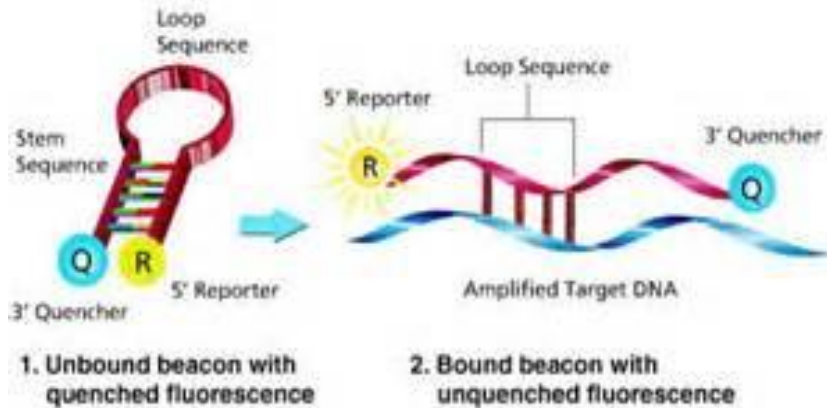 Loop
Sequence
Stem
Sequence
Q
R
5' Reporter
3' Quencher
1. Unbound beacon with
quenched fluorescence
Loop Sequence
5' Reporter
3' Quencher
R
Q
Amplified Target DNA
2. Bound beacon with
unquenched fluorescence